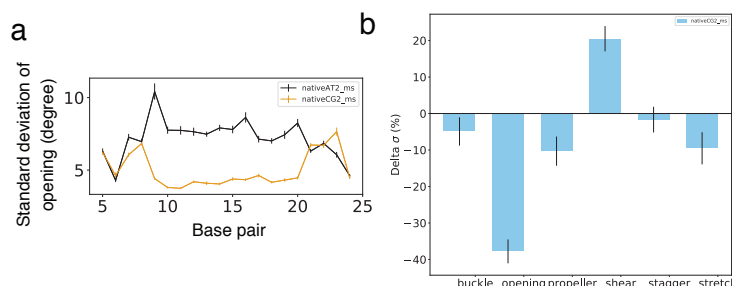 a
Standard deviation of
opening (degree)
10
5
nativeAT2_ms
nativeCG2_ms
5
10
15
20
25
Base pair
b
nativeCG2_ms
Delta σ (%)
20
10
0
−10
−20
−30
−40
buckle opening propeller shear stagger stretch